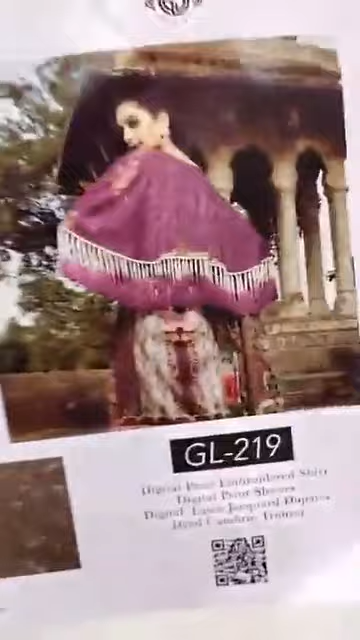 GL-219
Digital Print Embroidered Shirt
Digital Print Sleeves
Digital Lawn Jacquard Dupatta
Dyed Cambric Trouser